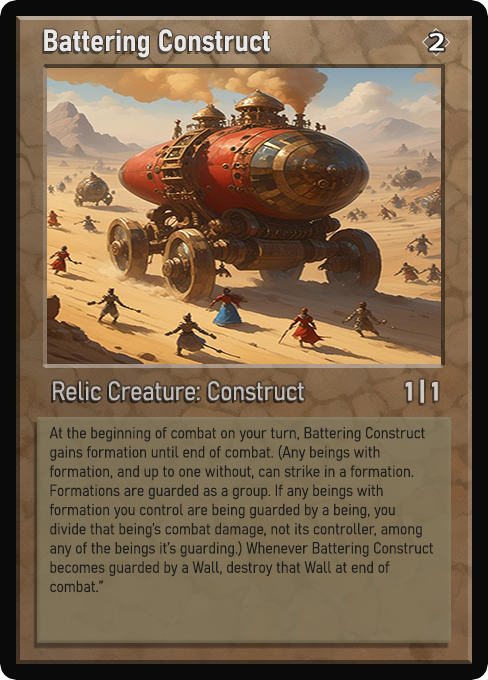 Battering Construct
2
Relic Creature: Construct
1|1
At the beginning of combat on your turn, Battering Construct
gains formation until end of combat. (Any beings with
formation, and up to one without, can strike in a formation.
Formations are guarded as a group. If any beings with
formation you control are being guarded by a being, you
divide that being's combat damage, not its controller, among
any of the beings it's guarding.) Whenever Battering Construct
becomes guarded by a Wall, destroy that Wall at end of
combat.”